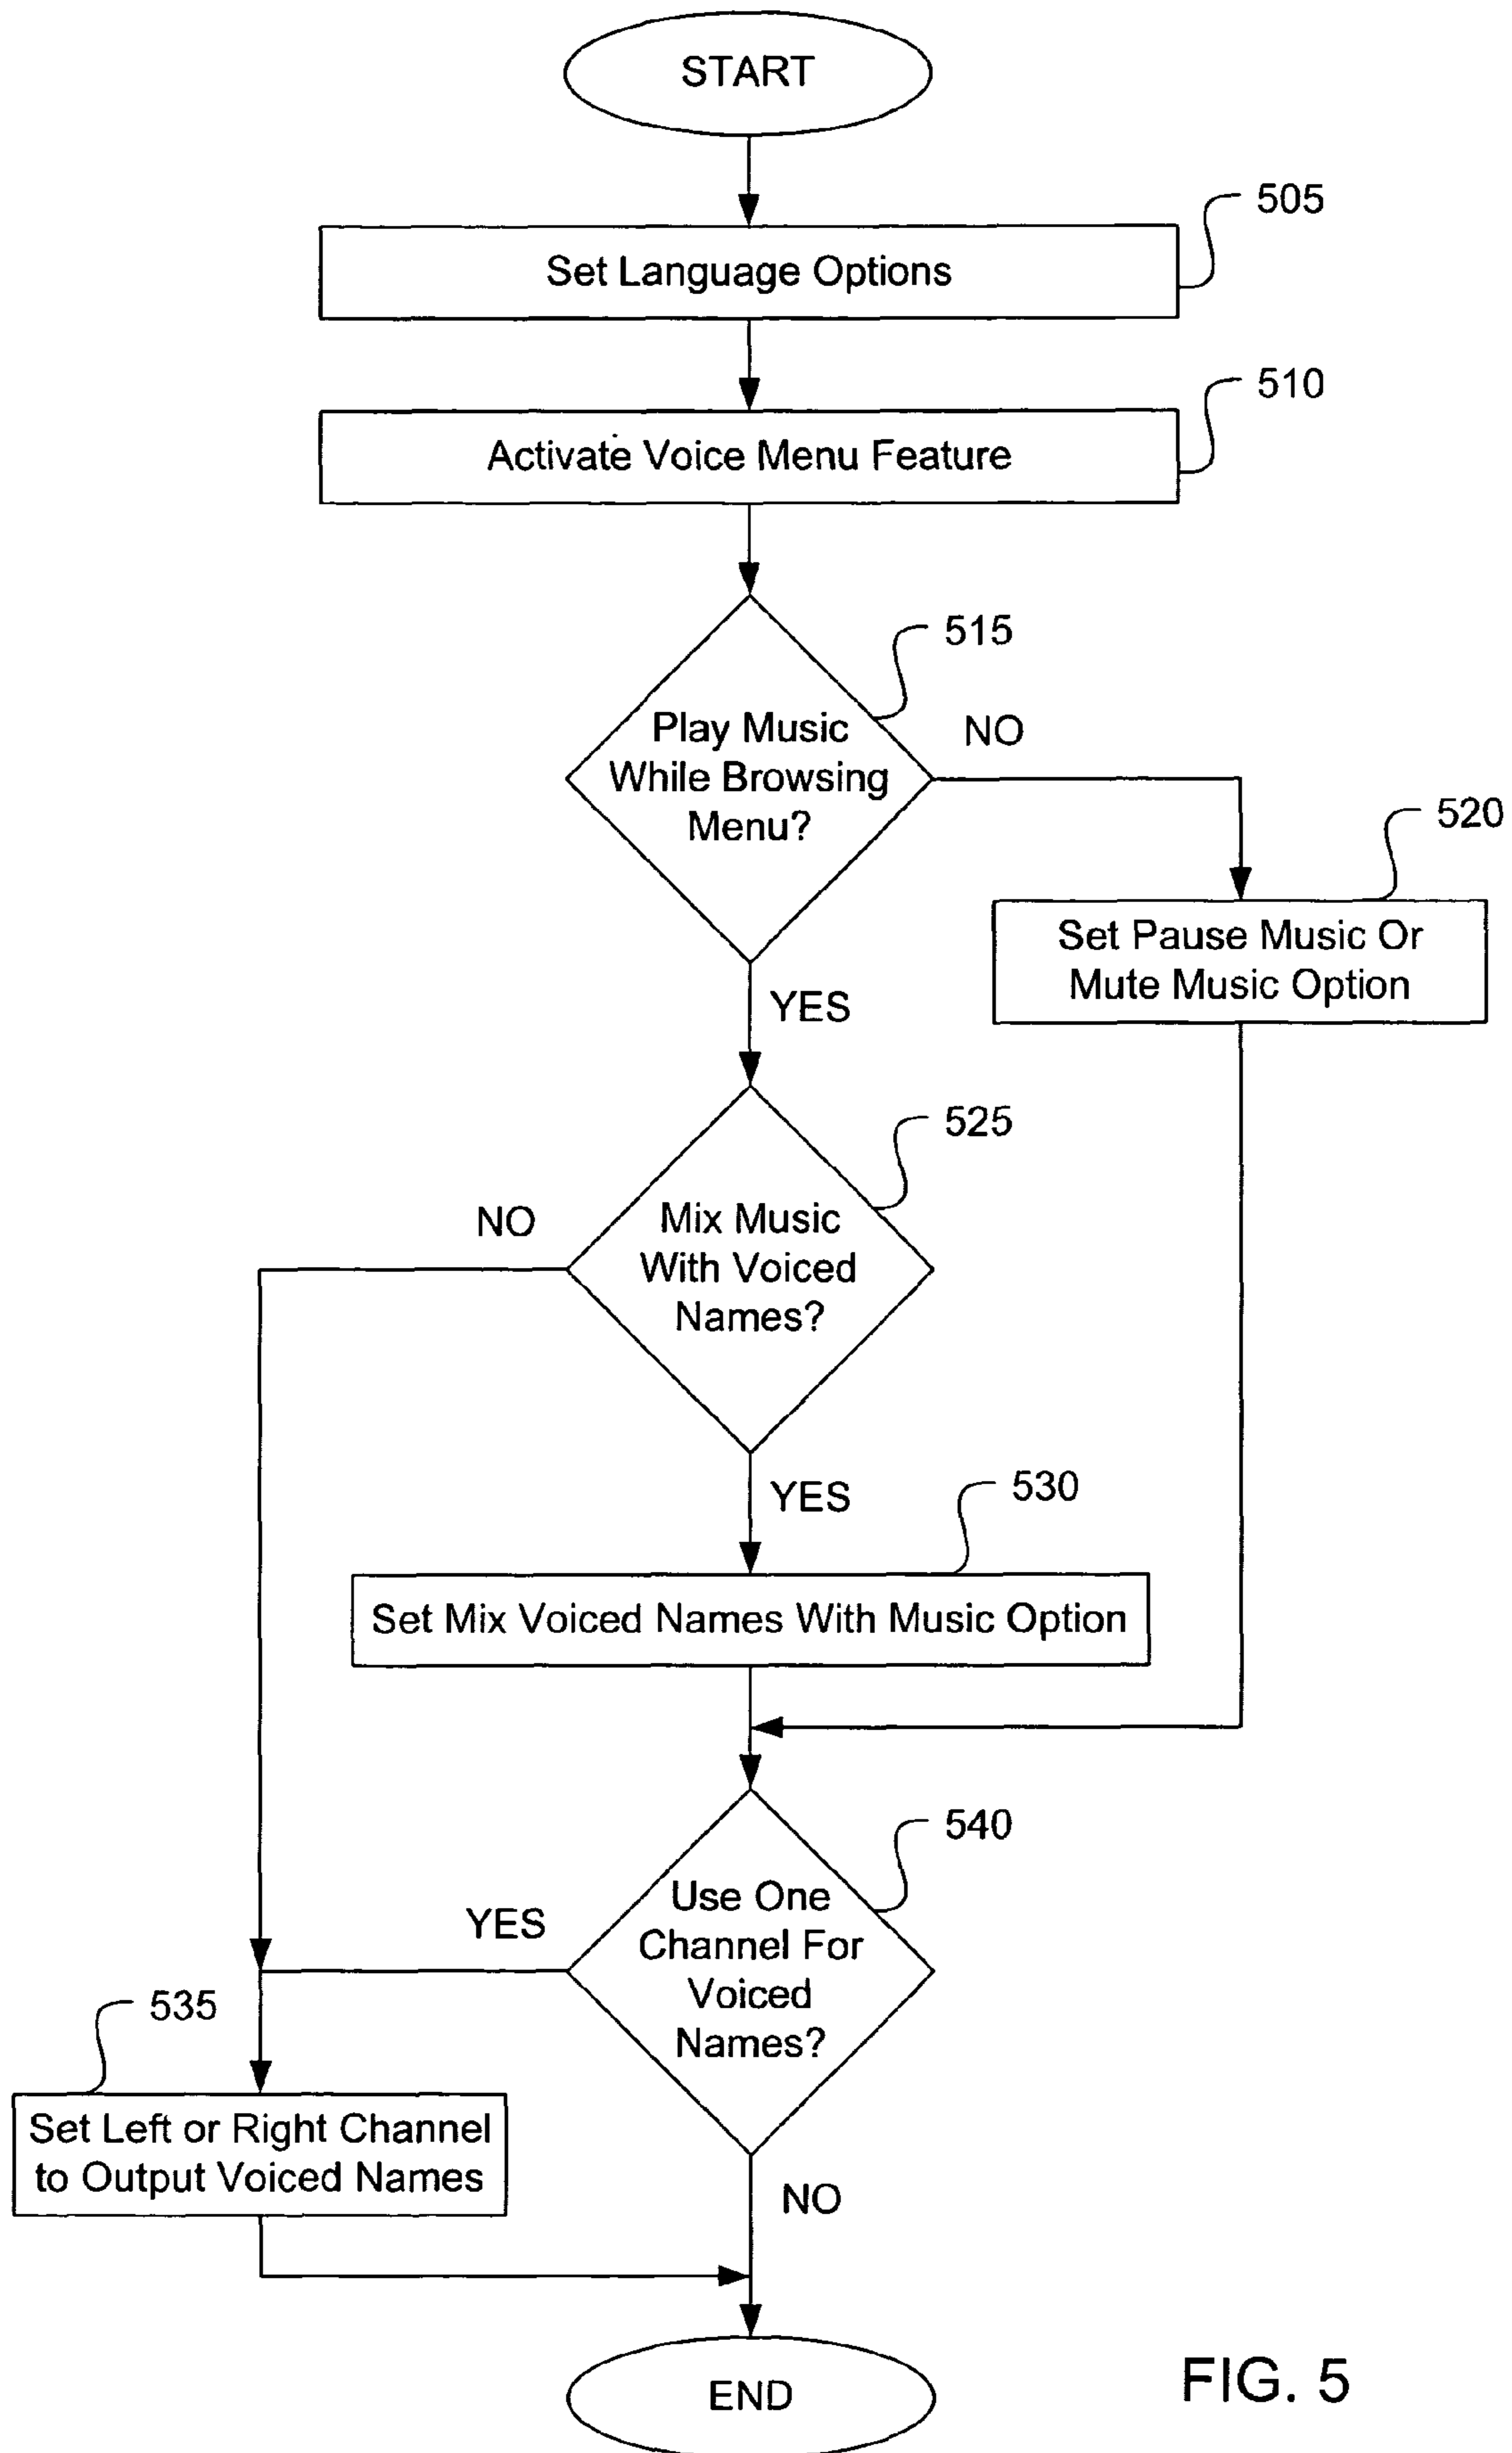 START
505
Set Language Options
510
Activate Voice Menu Feature
515
Play Music
While Browsing
Menu?
NO
520
Set Pause Music Or
Mute Music Option
YES
525
NO
Mix Music
With Voiced
Names?
YES
530
Set Mix Voiced Names With Music Option
540
Use One
Channel For
Voiced
Names?
YES
535
Set Left or Right Channel
to Output Voiced Names
NO
END
FIG. 5